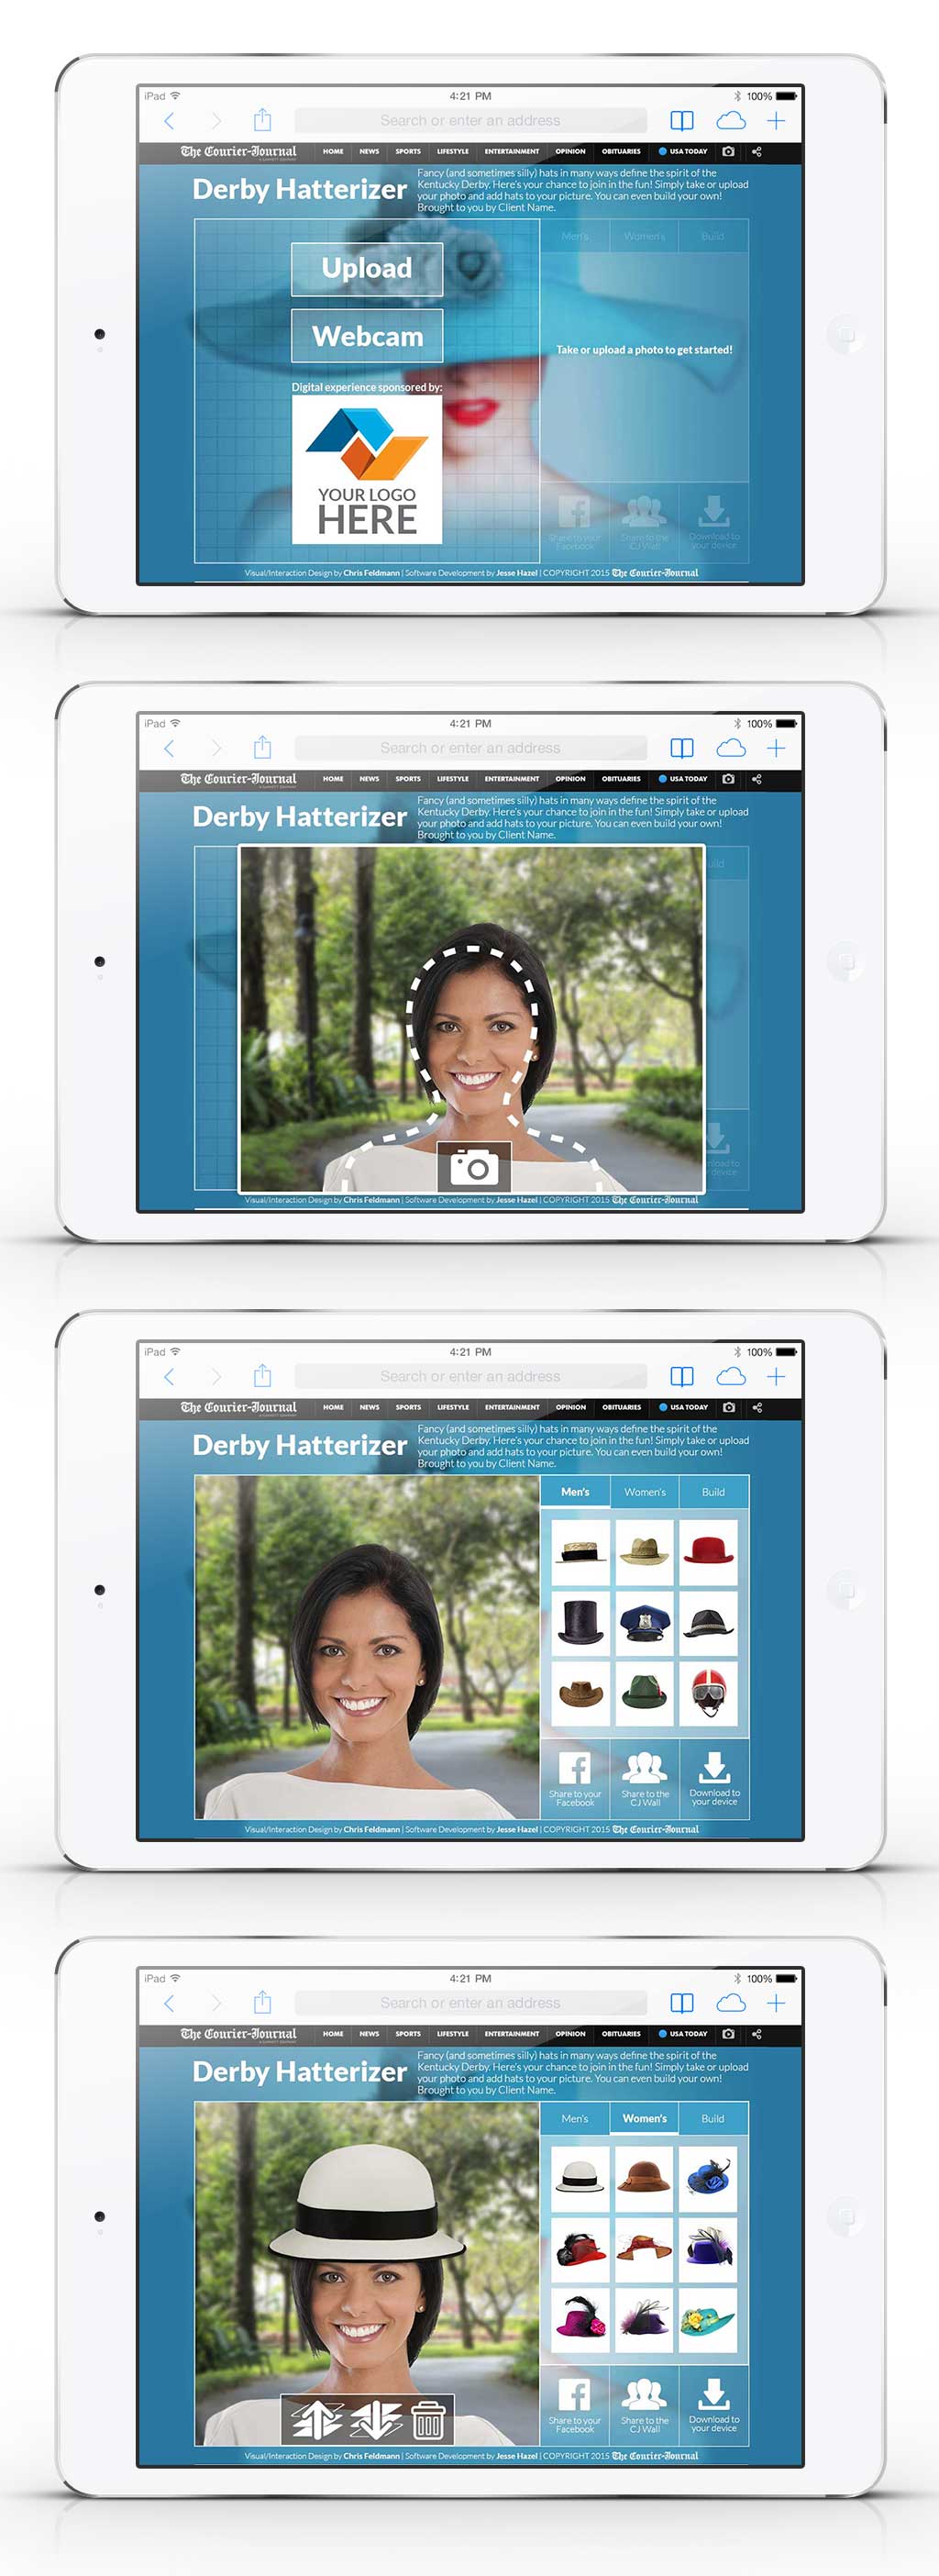 iPad 4:21 PM 100%
Search or enter an address
The Courier-Journal HOME NEWS SPORTS LIFESTYLE ENTERTAINMENT OPINION OBITUARIES USA TODAY
Derby Hatterizer
Fancy (and sometimes silly) hats in many ways define the spirit of the
Kentucky Derby. Here's your chance to join in the fun! Simply take or upload
your photo and add hats to your picture. You can even build your own!
Brought to you by Client Name.
Upload
Webcam
Digital experience sponsored by:
YOUR LOGO
HERE
Men's Women's Build
Take or upload a photo to get started!
Share to your Share to the Download to
Facebook CJ Wall your device
Visual/Interaction Design by Chris Feldmann | Software Development by Jesse Hazel | COPYRIGHT 2015 The Courier-Journal
iPad 4:21 PM 100%
Search or enter an address
The Courier-Journal HOME NEWS SPORTS LIFESTYLE ENTERTAINMENT OPINION OBITUARIES USA TODAY
Derby Hatterizer
Fancy (and sometimes silly) hats in many ways define the spirit of the
Kentucky Derby. Here's your chance to join in the fun! Simply take or upload
your photo and add hats to your picture. You can even build your own!
Brought to you by Client Name.
Visual/Interaction Design by Chris Feldmann | Software Development by Jesse Hazel | COPYRIGHT 2015 The Courier-Journal
iPad 4:21 PM 100%
Search or enter an address
The Courier-Journal HOME NEWS SPORTS LIFESTYLE ENTERTAINMENT OPINION OBITUARIES USA TODAY
Derby Hatterizer
Fancy (and sometimes silly) hats in many ways define the spirit of the
Kentucky Derby. Here's your chance to join in the fun! Simply take or upload
your photo and add hats to your picture. You can even build your own!
Brought to you by Client Name.
Men's Women's Build
Share to your Share to the Download to
Facebook CJ Wall your device
Visual/Interaction Design by Chris Feldmann | Software Development by Jesse Hazel | COPYRIGHT 2015 The Courier-Journal
iPad 4:21 PM 100%
Search or enter an address
The Courier-Journal HOME NEWS SPORTS LIFESTYLE ENTERTAINMENT OPINION OBITUARIES USA TODAY
Derby Hatterizer
Fancy (and sometimes silly) hats in many ways define the spirit of the
Kentucky Derby. Here's your chance to join in the fun! Simply take or upload
your photo and add hats to your picture. You can even build your own!
Brought to you by Client Name.
Men's Women's Build
Share to your Share to the Download to
Facebook CJ Wall your device
Visual/Interaction Design by Chris Feldmann | Software Development by Jesse Hazel | COPYRIGHT 2015 The Courier-Journal